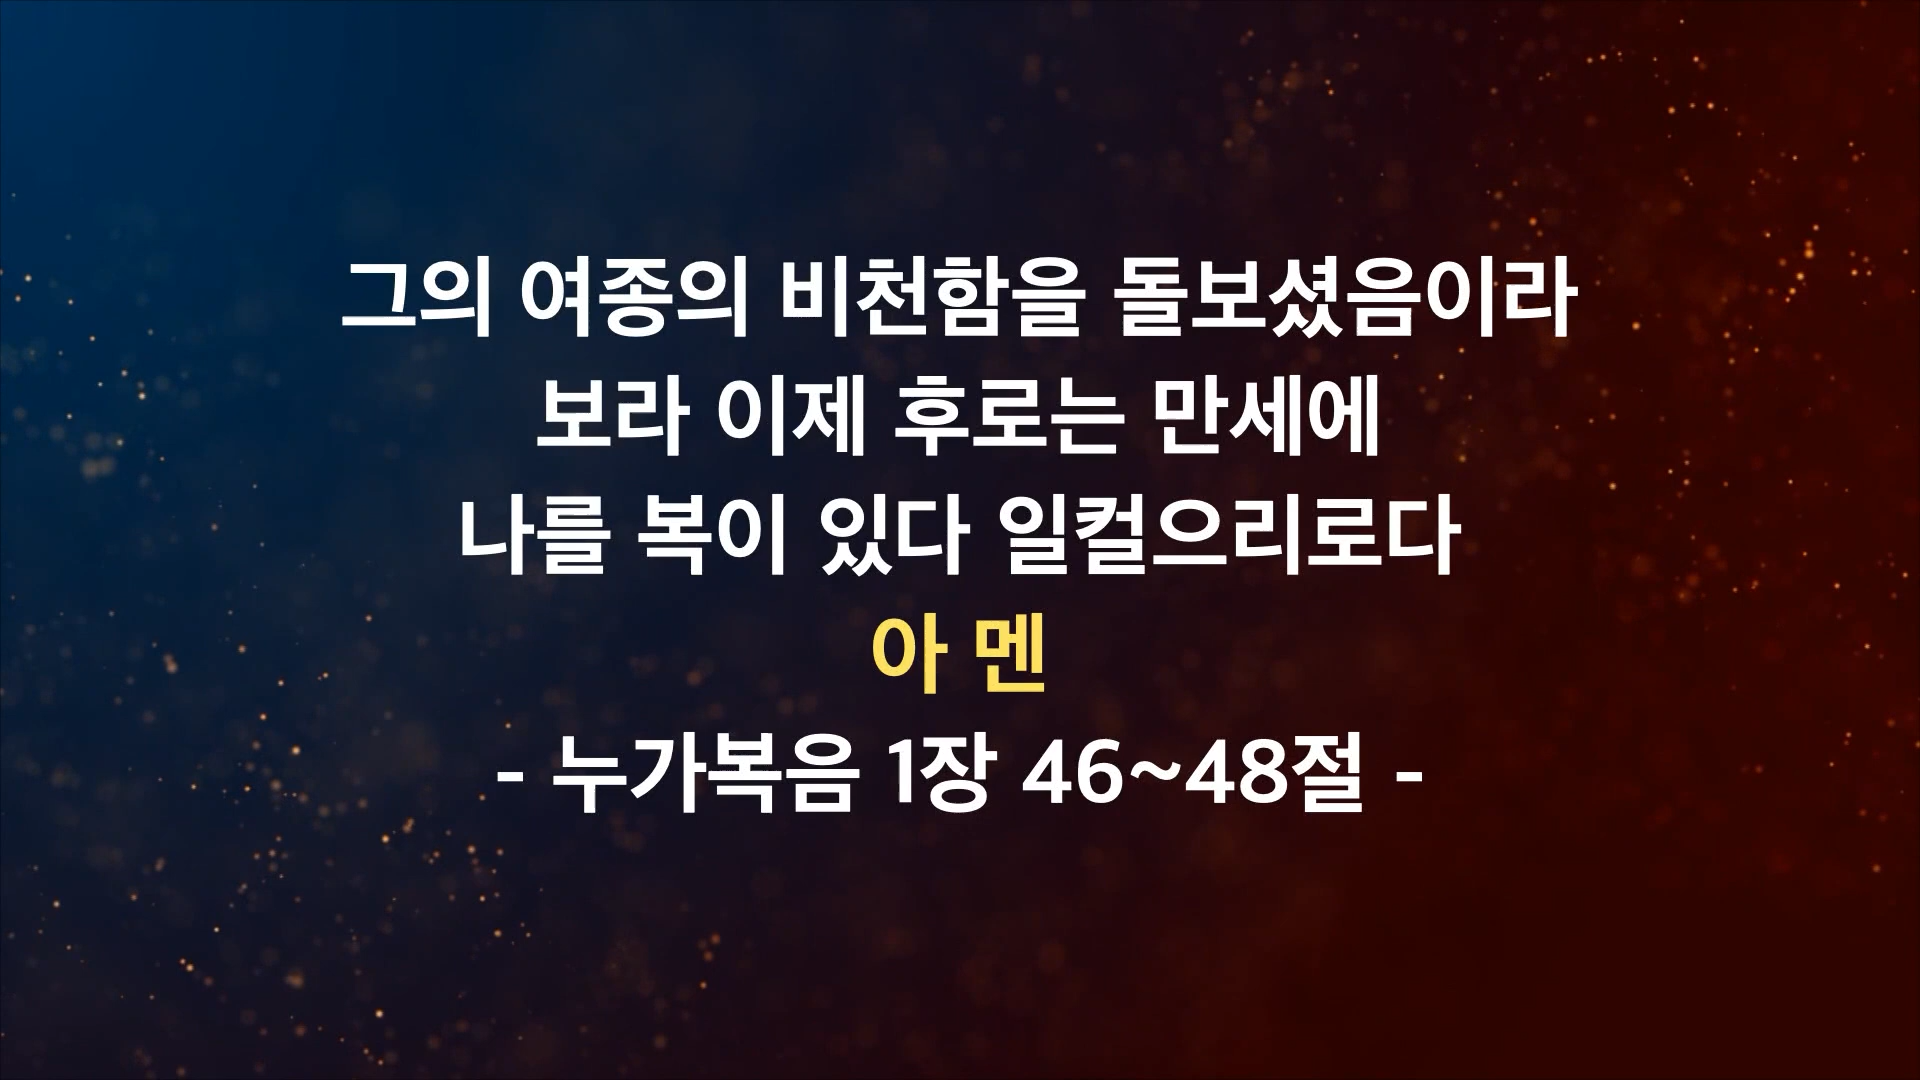 그의 여종의 비천함을 돌보셨음이라
보라 이제 후로는 만세에
나를 복이 있다 일컬으리로다
아 멘
- 누가복음 1장 46~48절 -